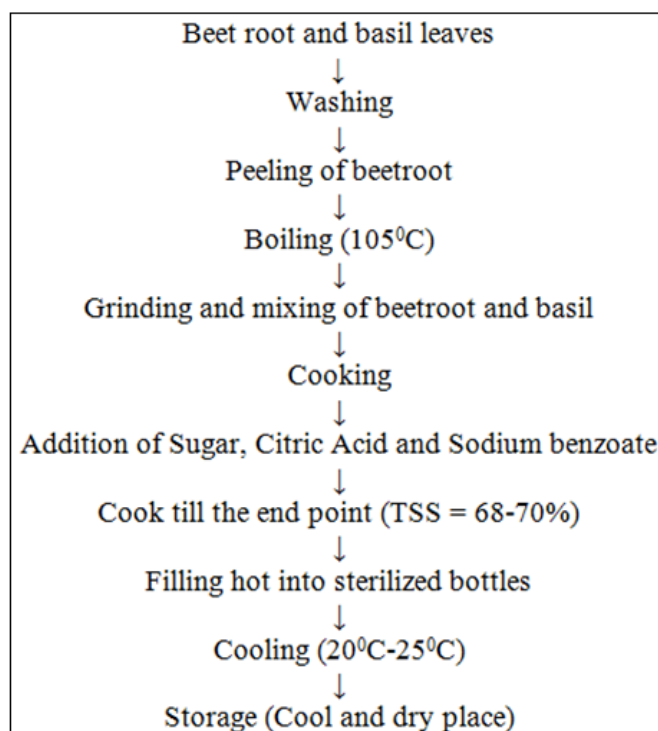 Beet root and basil leaves
↓
Washing
↓
Peeling of beetroot
↓
Boiling (105⁰C)
↓
Grinding and mixing of beetroot and basil
↓
Cooking
↓
Addition of Sugar, Citric Acid and Sodium benzoate
↓
Cook till the end point (TSS = 68-70%)
↓
Filling hot into sterilized bottles
↓
Cooling (20⁰C-25⁰C)
↓
Storage (Cool and dry place)